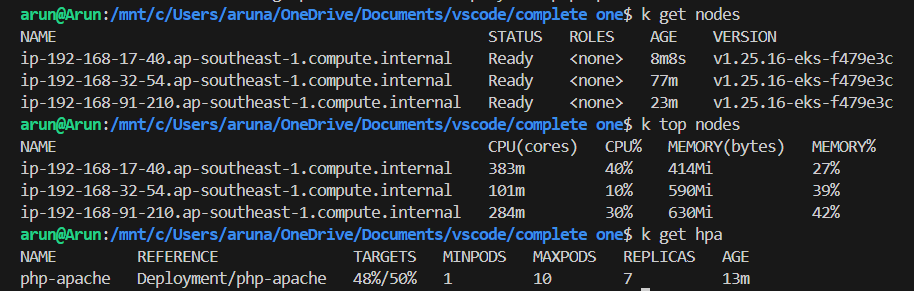 arun@Arun:/mnt/c/Users/aruna/OneDrive/Documents/vscode/complete one$ k get nodes
NAME STATUS ROLES AGE VERSION
ip-192-168-17-40.ap-southeast-1.compute.internal Ready <none> 8m8s v1.25.16-eks-f479e3c
ip-192-168-32-54.ap-southeast-1.compute.internal Ready <none> 77m v1.25.16-eks-f479e3c
ip-192-168-91-210.ap-southeast-1.compute.internal Ready <none> 23m v1.25.16-eks-f479e3c
arun@Arun:/mnt/c/Users/aruna/OneDrive/Documents/vscode/complete one$ k top nodes
NAME CPU(cores) CPU% MEMORY(bytes) MEMORY%
ip-192-168-17-40.ap-southeast-1.compute.internal 383m 40% 414Mi 27%
ip-192-168-32-54.ap-southeast-1.compute.internal 101m 10% 590Mi 39%
ip-192-168-91-210.ap-southeast-1.compute.internal 284m 30% 630Mi 42%
arun@Arun:/mnt/c/Users/aruna/OneDrive/Documents/vscode/complete one$ k get hpa
NAME REFERENCE TARGETS MINPODS MAXPODS REPLICAS AGE
php-apache Deployment/php-apache 48%/50% 1 10 7 13m